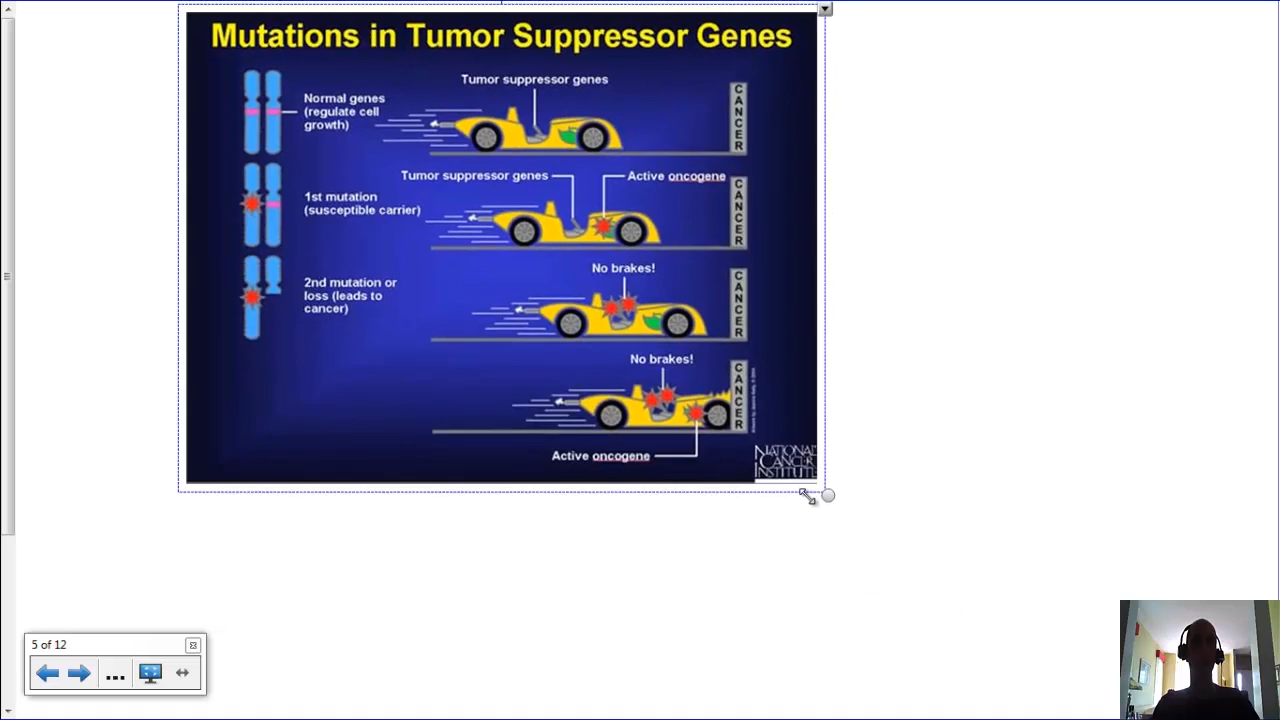 Mutations in Tumor Suppressor Genes
Tumor suppressor genes
Normal genes
(regulate cell
growth)
CANCER
Tumor suppressor genes
Active oncogene
1st mutation
(susceptible carrier)
CANCER
No brakes!
2nd mutation or
loss (leads to
cancer)
CANCER
No brakes!
CANCER
Active oncogene
NATIONAL
CANCER
INSTITUTE
5 of 12
...